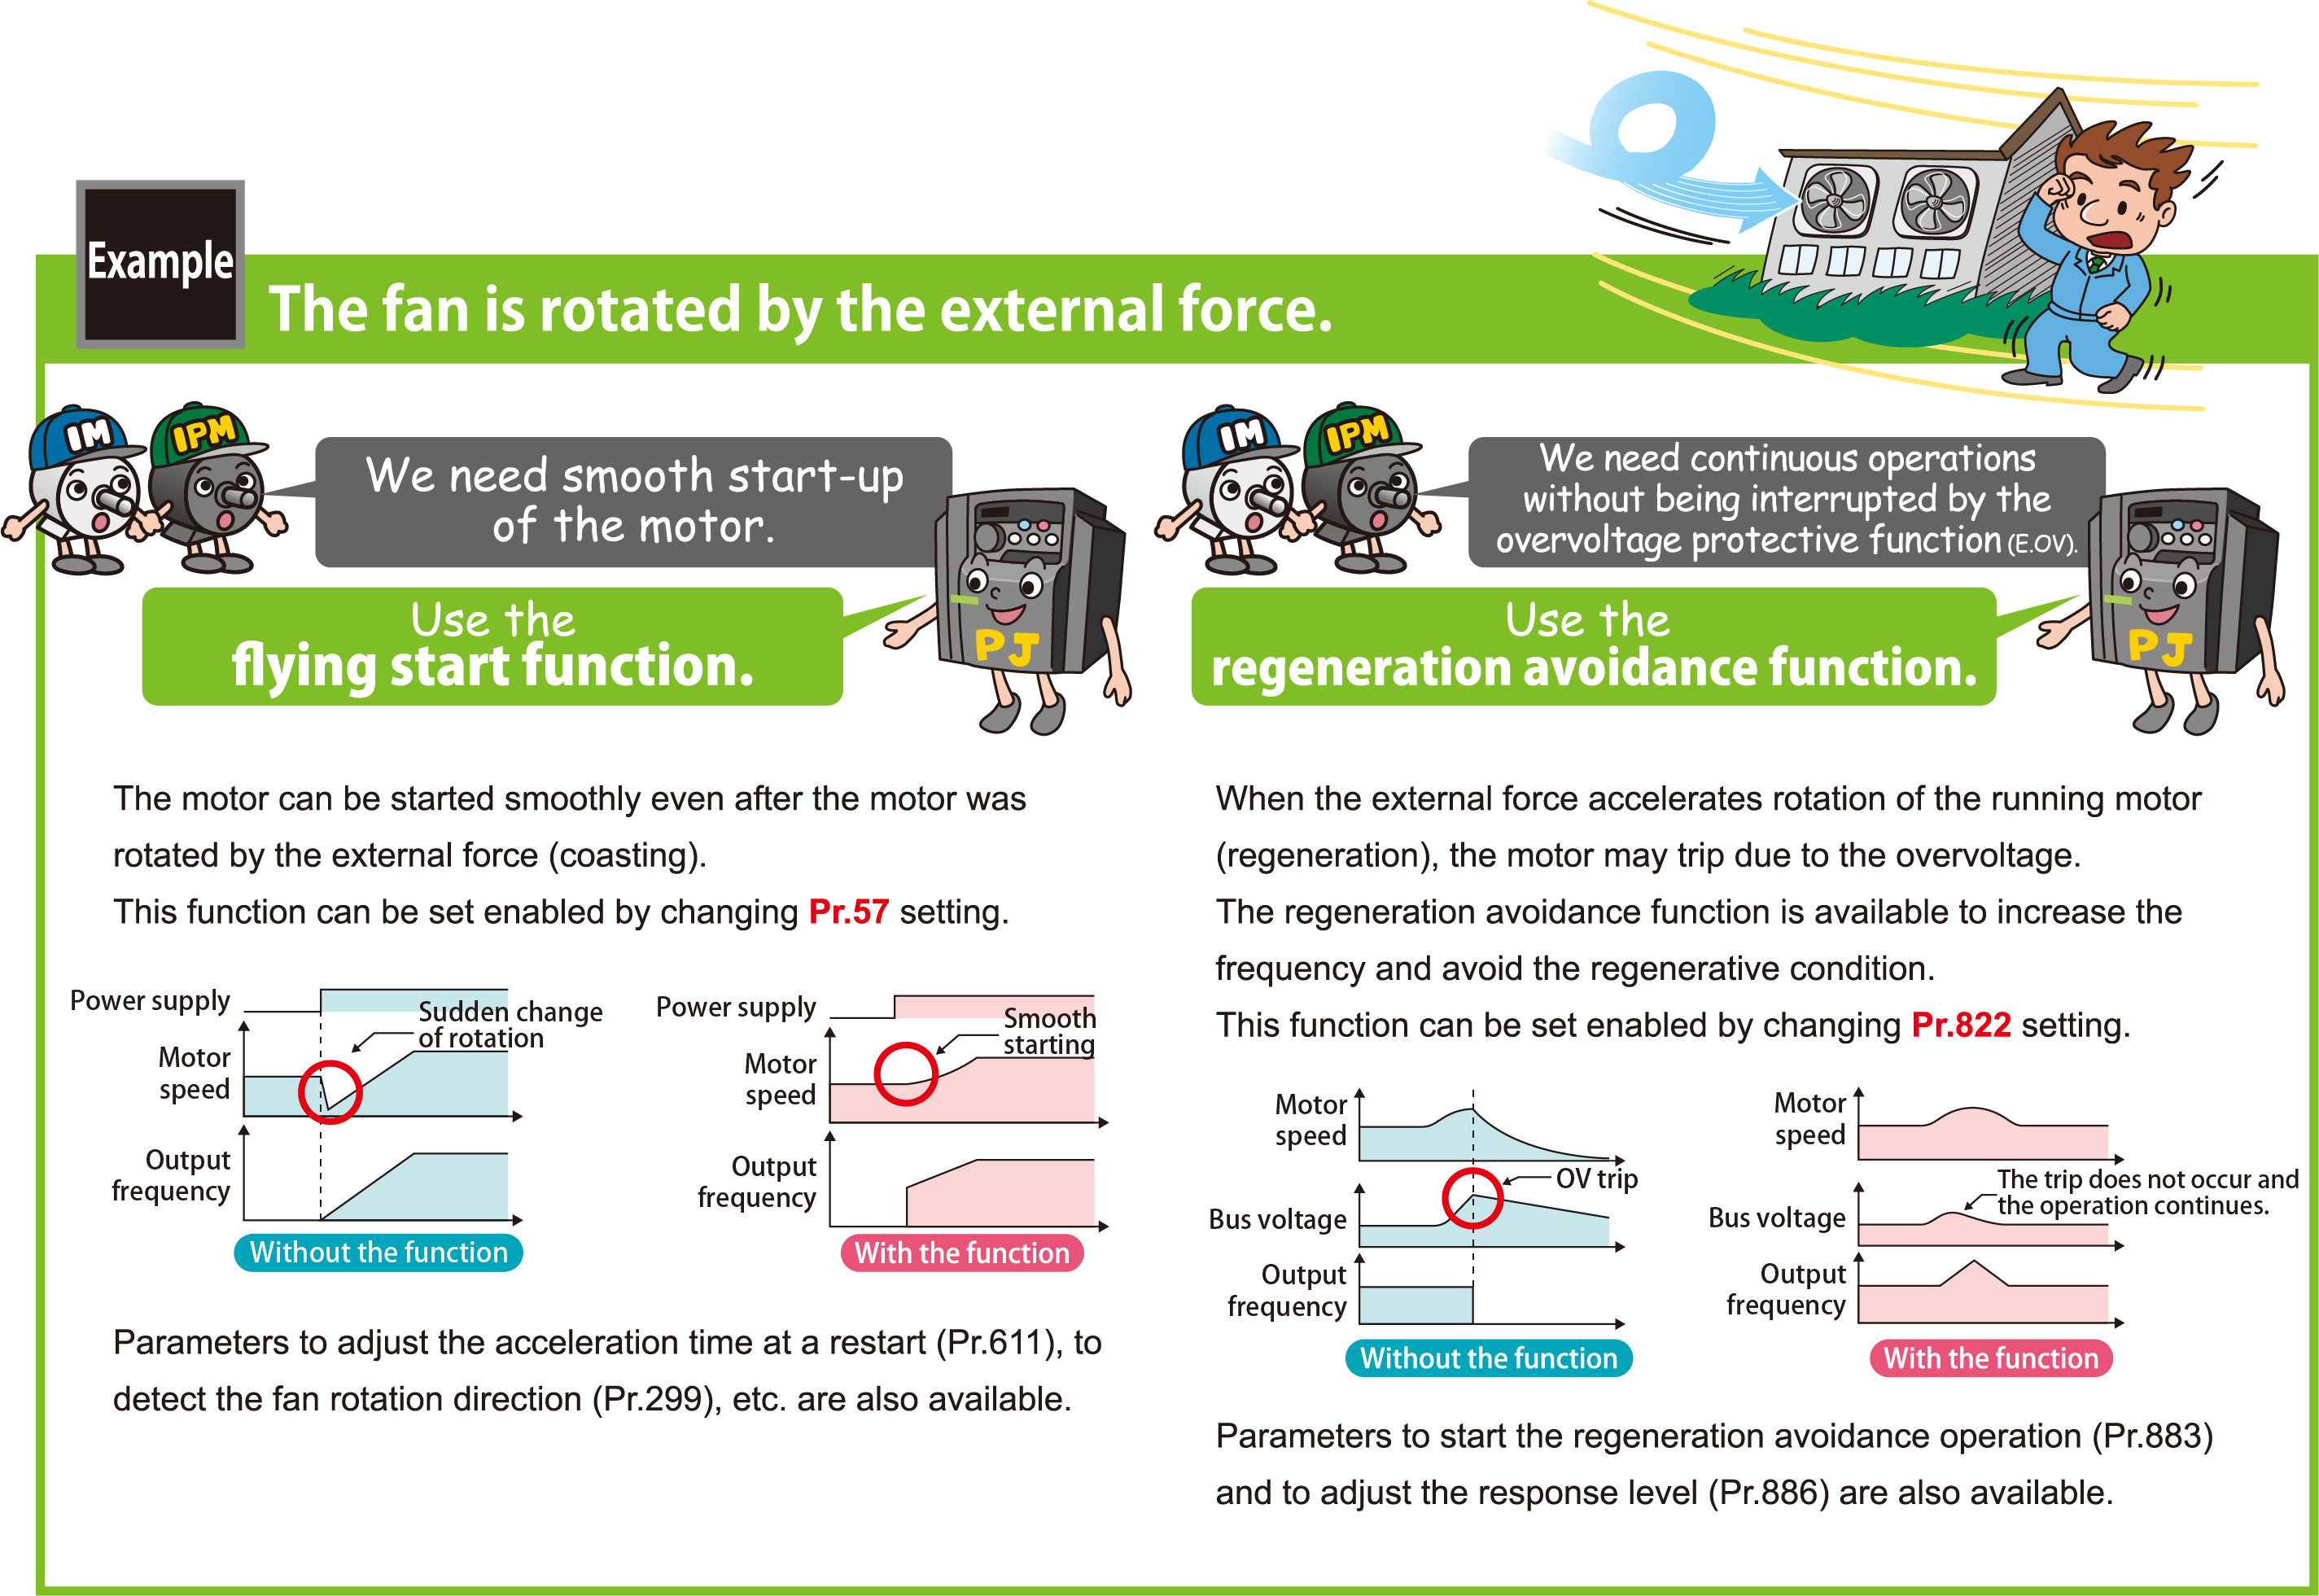 Example
The fan is rotated by the external force.
IM
IPM
We need smooth start-up
of the motor.
PJ
Use the
flying start function.
The motor can be started smoothly even after the motor was
rotated by the external force (coasting).
This function can be set enabled by changing Pr.57 setting.
Power supply
Sudden change
of rotation
Motor
speed
Output
frequency
Without the function
Power supply
Smooth
starting
Motor
speed
Output
frequency
With the function
Parameters to adjust the acceleration time at a restart (Pr.611), to
detect the fan rotation direction (Pr.299), etc. are also available.
IM
IPM
We need continuous operations
without being interrupted by the
overvoltage protective function (E.OV).
PJ
Use the
regeneration avoidance function.
When the external force accelerates rotation of the running motor
(regeneration), the motor may trip due to the overvoltage.
The regeneration avoidance function is available to increase the
frequency and avoid the regenerative condition.
This function can be set enabled by changing Pr.822 setting.
Motor
speed
OV trip
Bus voltage
Output
frequency
Without the function
Motor
speed
The trip does not occur and
the operation continues.
Bus voltage
Output
frequency
With the function
Parameters to start the regeneration avoidance operation (Pr.883)
and to adjust the response level (Pr.886) are also available.